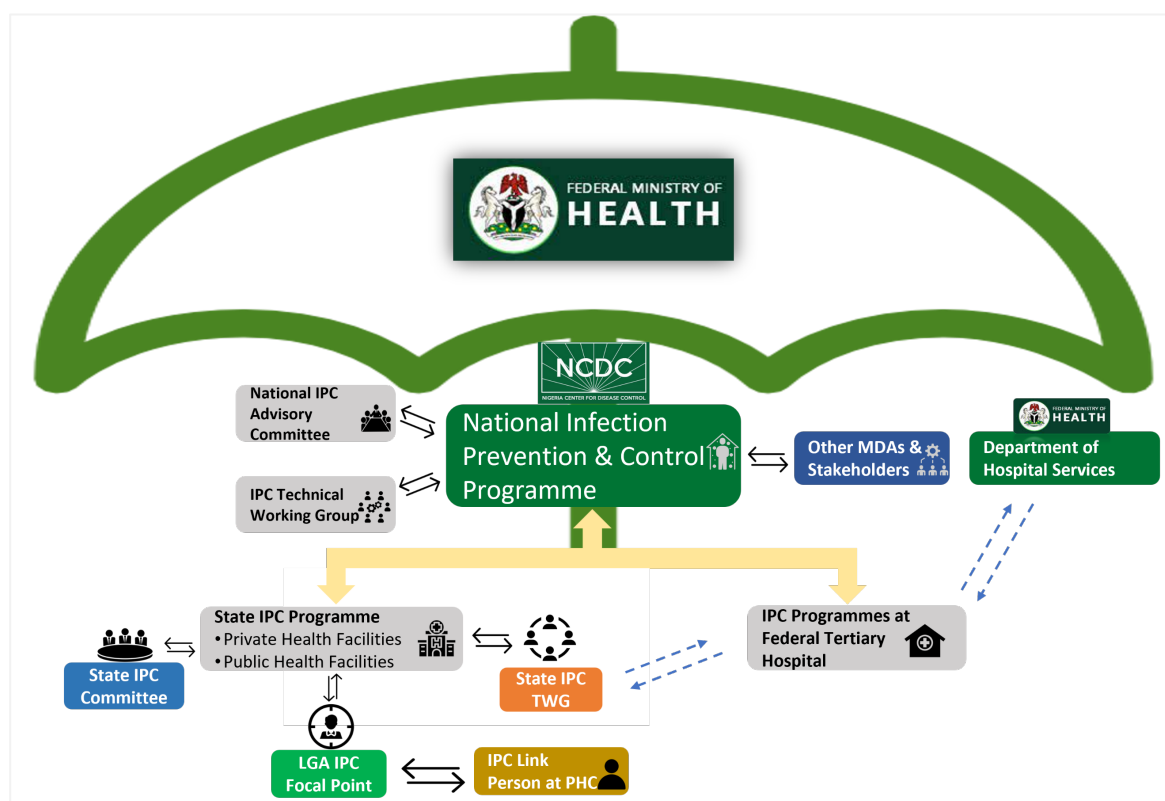 FEDERAL MINISTRY OF
HEALTH
NCDC
NIGERIA CENTER FOR DISEASE CONTROL
National IPC
Advisory
Committee
National Infection
Prevention & Control
Programme
IPC Technical
Working Group
Other MDAs &
Stakeholders
FEDERAL MINISTRY OF
HEALTH
Department of
Hospital Services
State IPC Programme
• Private Health Facilities
• Public Health Facilities
H
State IPC
Committee
State IPC
TWG
IPC Programmes at
Federal Tertiary
Hospital
LGA IPC
Focal Point
IPC Link
Person at PHC